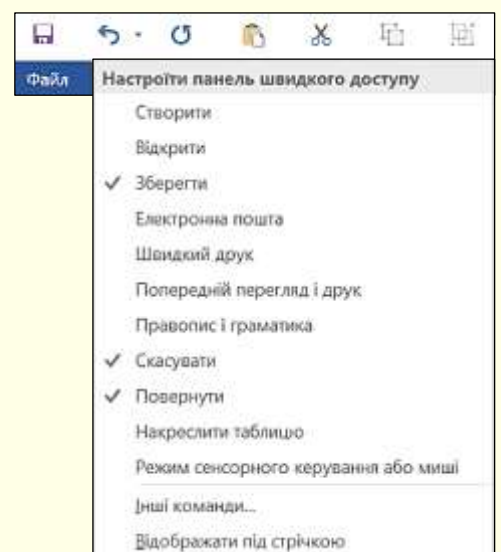 Файл
Настроїти панель швидкого доступу
Створити
Відкрити
Зберегти
Електронна пошта
Швидкий друк
Попередній перегляд і друк
Правопис і граматика
Скасувати
Повернути
Накреслити таблицю
Режим сенсорного керування або миші
Інші команди...
Відображати під стрічкою